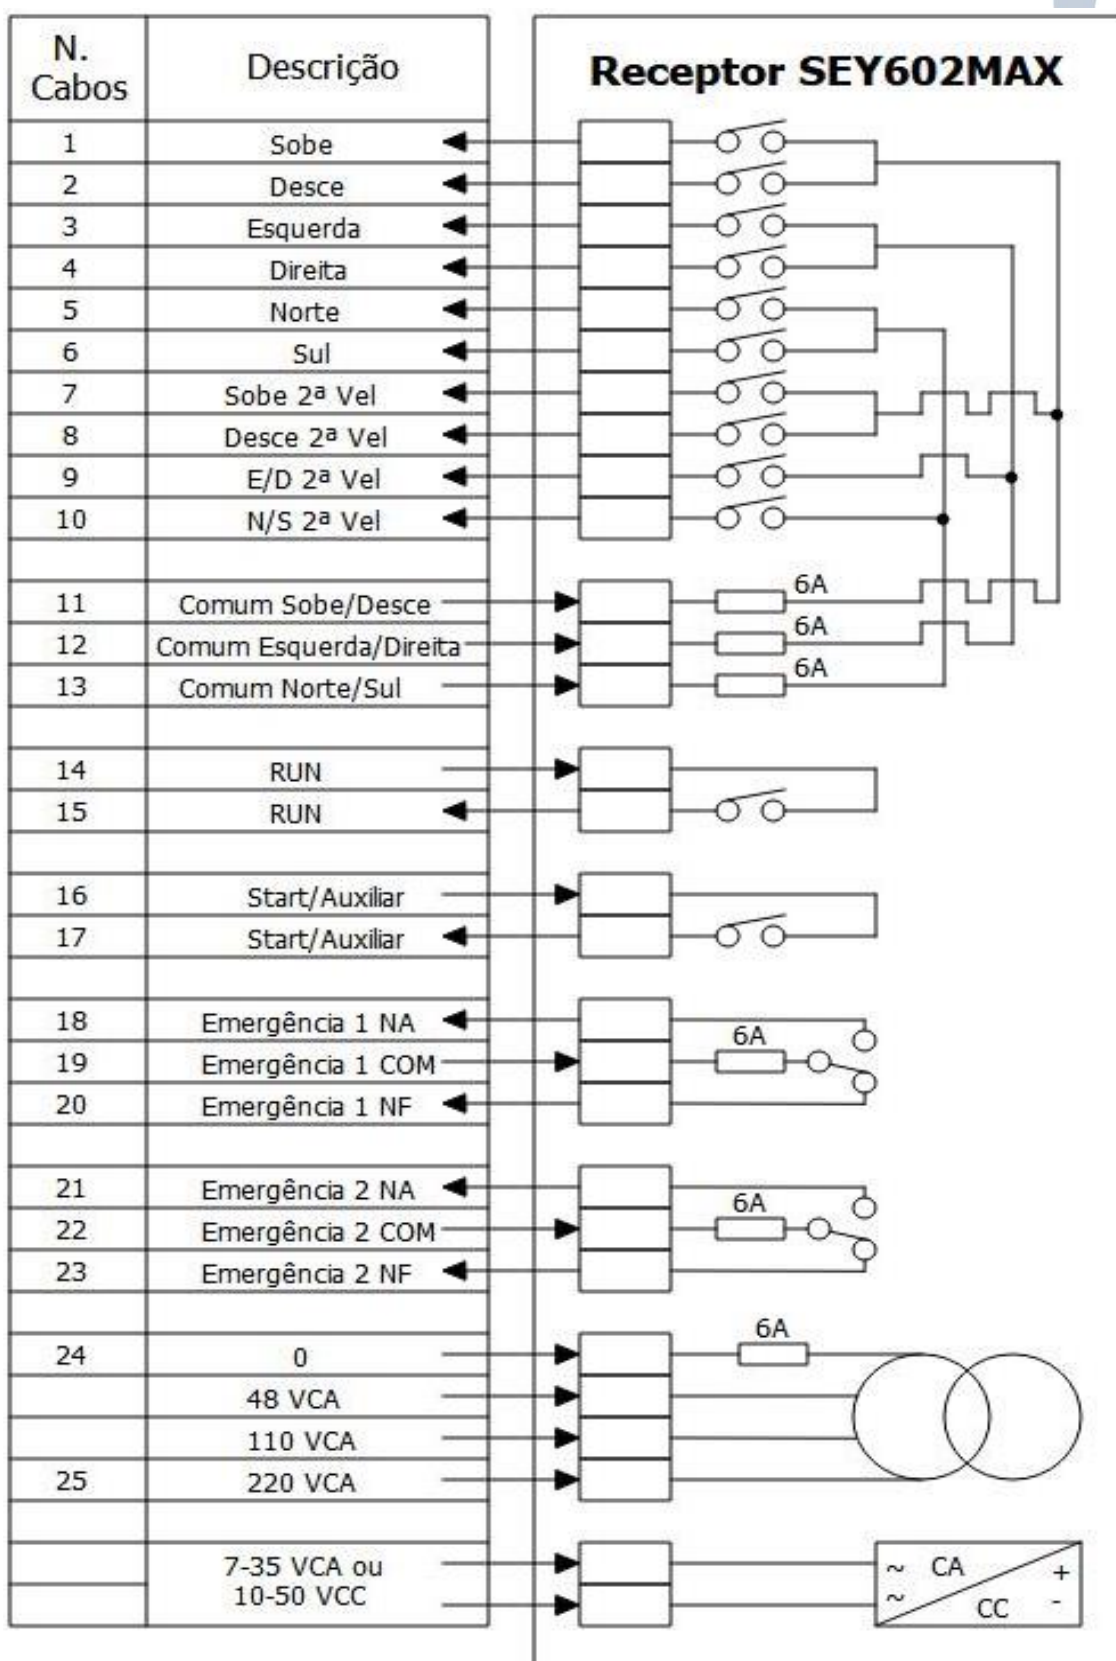 N. Cabos
Descrição
Receptor SEY602MAX
1 Sobe
2 Desce
3 Esquerda
4 Direita
5 Norte
6 Sul
7 Sobe 2ª Vel
8 Desce 2ª Vel
9 E/D 2ª Vel
10 N/S 2ª Vel
11 Comum Sobe/Desce 6A
12 Comum Esquerda/Direita 6A
13 Comum Norte/Sul 6A
14 RUN
15 RUN
16 Start/Auxiliar
17 Start/Auxiliar
18 Emergência 1 NA
19 Emergência 1 COM 6A
20 Emergência 1 NF
21 Emergência 2 NA
22 Emergência 2 COM 6A
23 Emergência 2 NF
24 0 6A
48 VCA
110 VCA
25 220 VCA
7-35 VCA ou
10-50 VCC
~ CA +
~ CC -